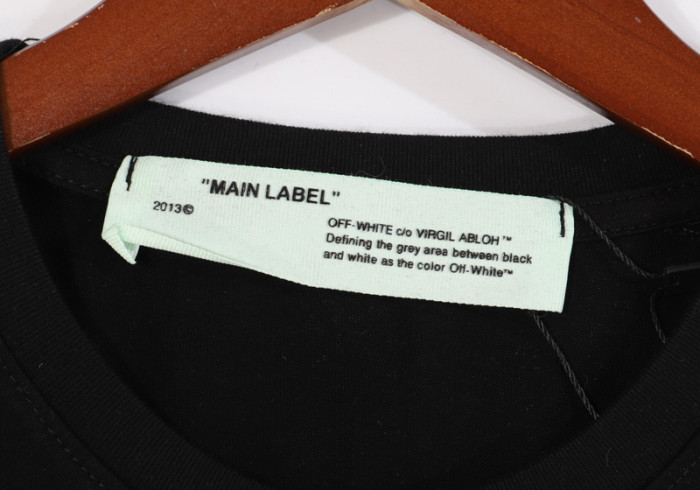 "MAIN LABEL"
2013©
OFF-WHITE c/o VIRGIL ABLOH™
Defining the grey area between black
and white as the color Off-White™